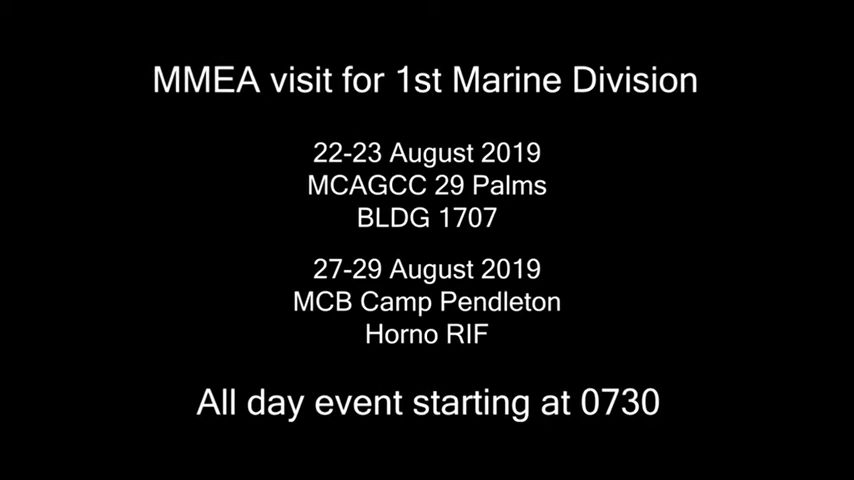 MMEA visit for 1st Marine Division
22-23 August 2019
MCAGCC 29 Palms
BLDG 1707
27-29 August 2019
MCB Camp Pendleton
Horno RIF
All day event starting at 0730